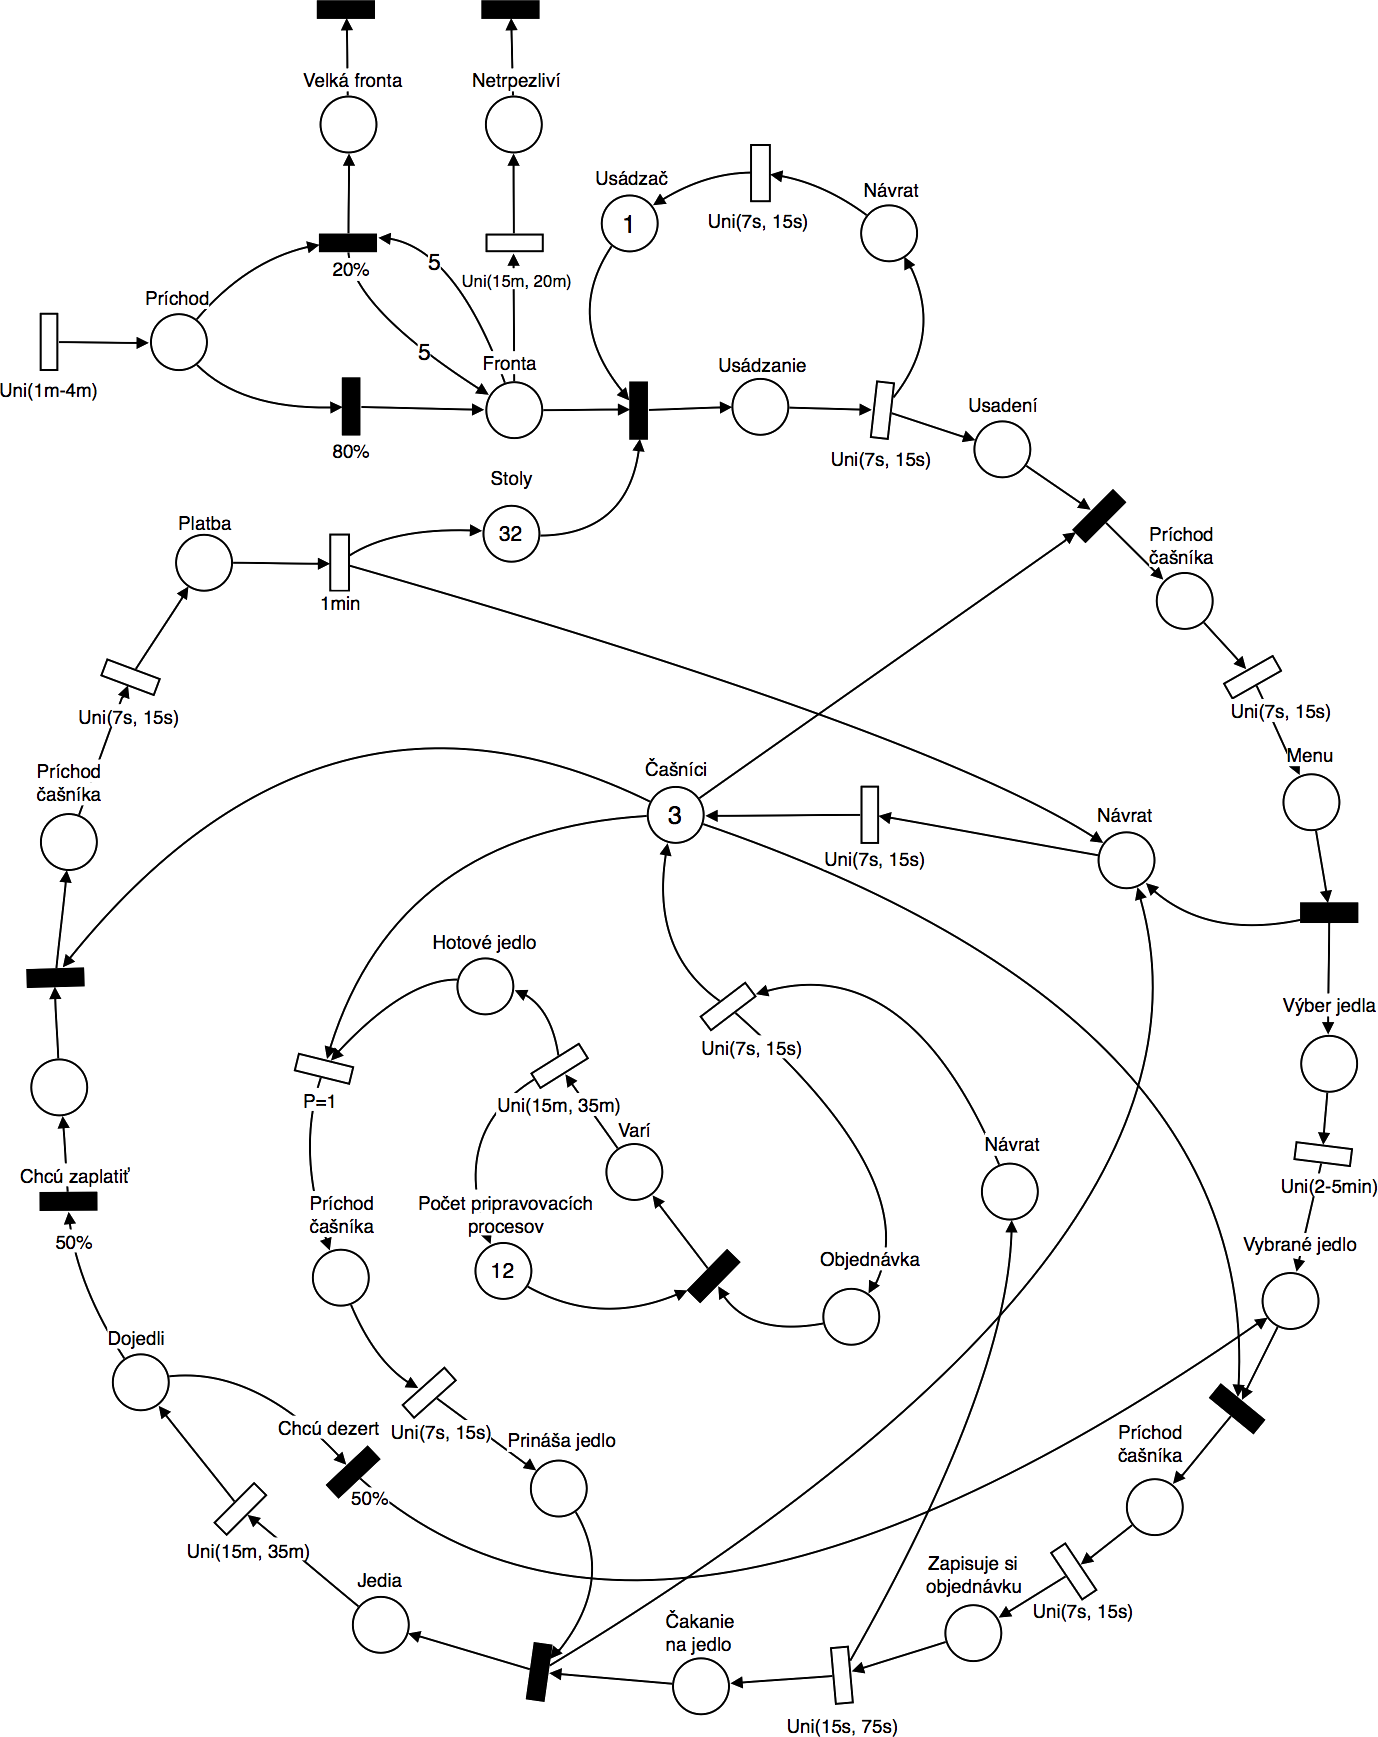 Velká fronta
Netrpezliví
Usádzač
1
Návrat
Uni(7s, 15s)
20%
5
Uni(15m, 20m)
Príchod
5
Fronta
Uni(1m-4m)
80%
Usádzanie
Usadení
Uni(7s, 15s)
Stoly
32
Platba
1min
Príchod
čašníka
Uni(7s, 15s)
Uni(7s, 15s)
Menu
Príchod
čašníka
Čašníci
3
Návrat
Uni(7s, 15s)
Hotové jedlo
Výber jedla
Uni(7s, 15s)
P=1
Uni(15m, 35m)
Varí
Návrat
Chcú zaplatiť
50%
Príchod
čašníka
Počet pripravovacích
procesov
12
Objednávka
Uni(2-5min)
Vybrané jedlo
Dojedli
Chcú dezert
50%
Uni(7s, 15s)
Prináša jedlo
Príchod
čašníka
Uni(15m, 35m)
Jedia
Zapisuje si
objednávku
Uni(7s, 15s)
Čakanie
na jedlo
Uni(15s, 75s)